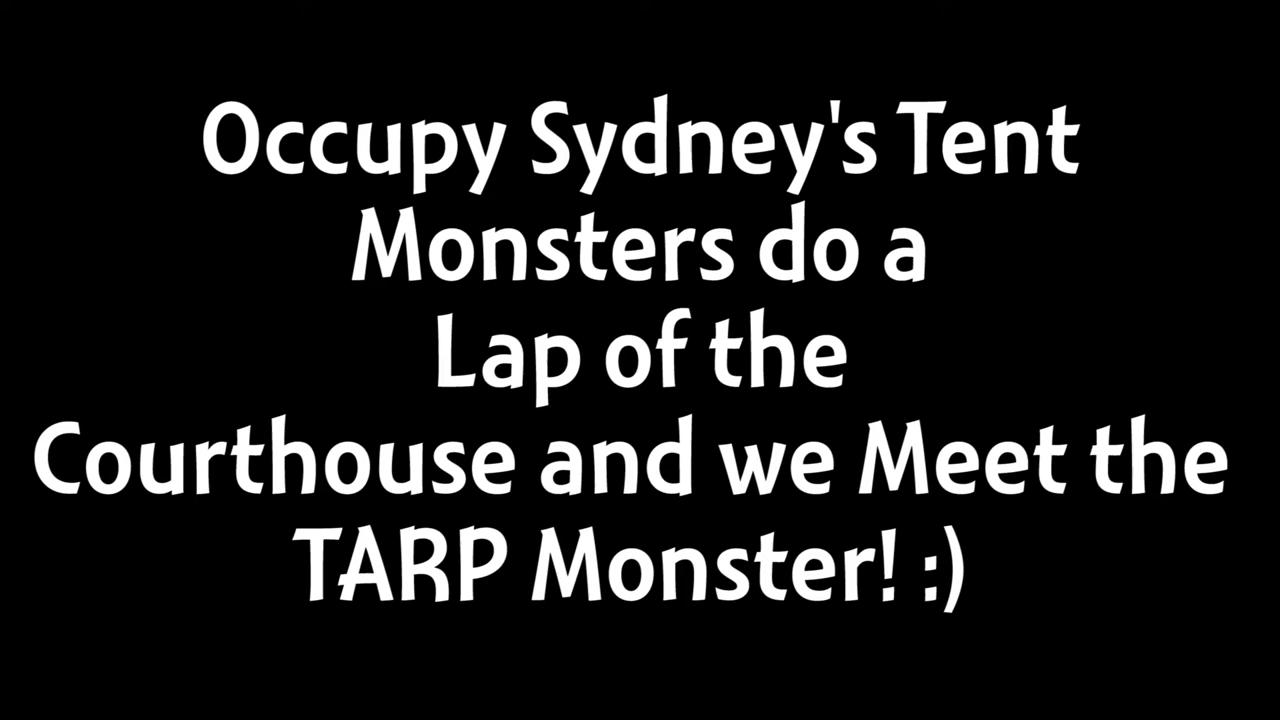 Occupy Sydney's Tent
Monsters do a
Lap of the
Courthouse and we Meet the
TARP Monster! :)